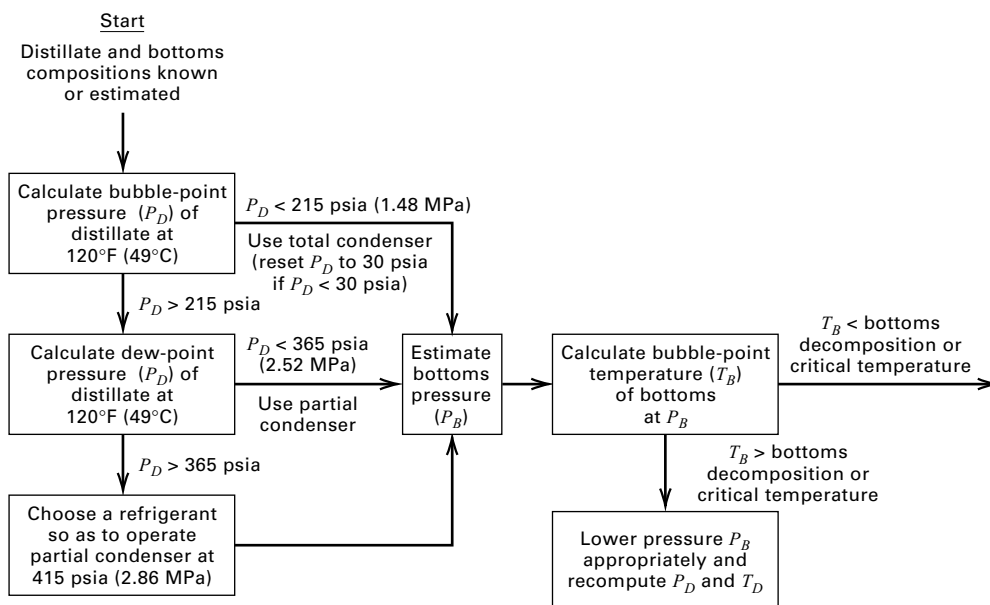 Start
Distillate and bottoms
compositions known
or estimated
Calculate bubble-point
pressure (P_D) of
distillate at
120°F (49°C)
P_D < 215 psia (1.48 MPa)
Use total condenser
(reset P_D to 30 psia
if P_D < 30 psia)
P_D > 215 psia
Calculate dew-point
pressure (P_D) of
distillate at
120°F (49°C)
P_D < 365 psia
(2.52 MPa)
Use partial
condenser
Estimate
bottoms
pressure
(P_B)
Calculate bubble-point
temperature (T_B)
of bottoms
at P_B
T_B < bottoms
decomposition or
critical temperature
P_D > 365 psia
Choose a refrigerant
so as to operate
partial condenser at
415 psia (2.86 MPa)
T_B > bottoms
decomposition or
critical temperature
Lower pressure P_B
appropriately and
recompute P_D and T_D